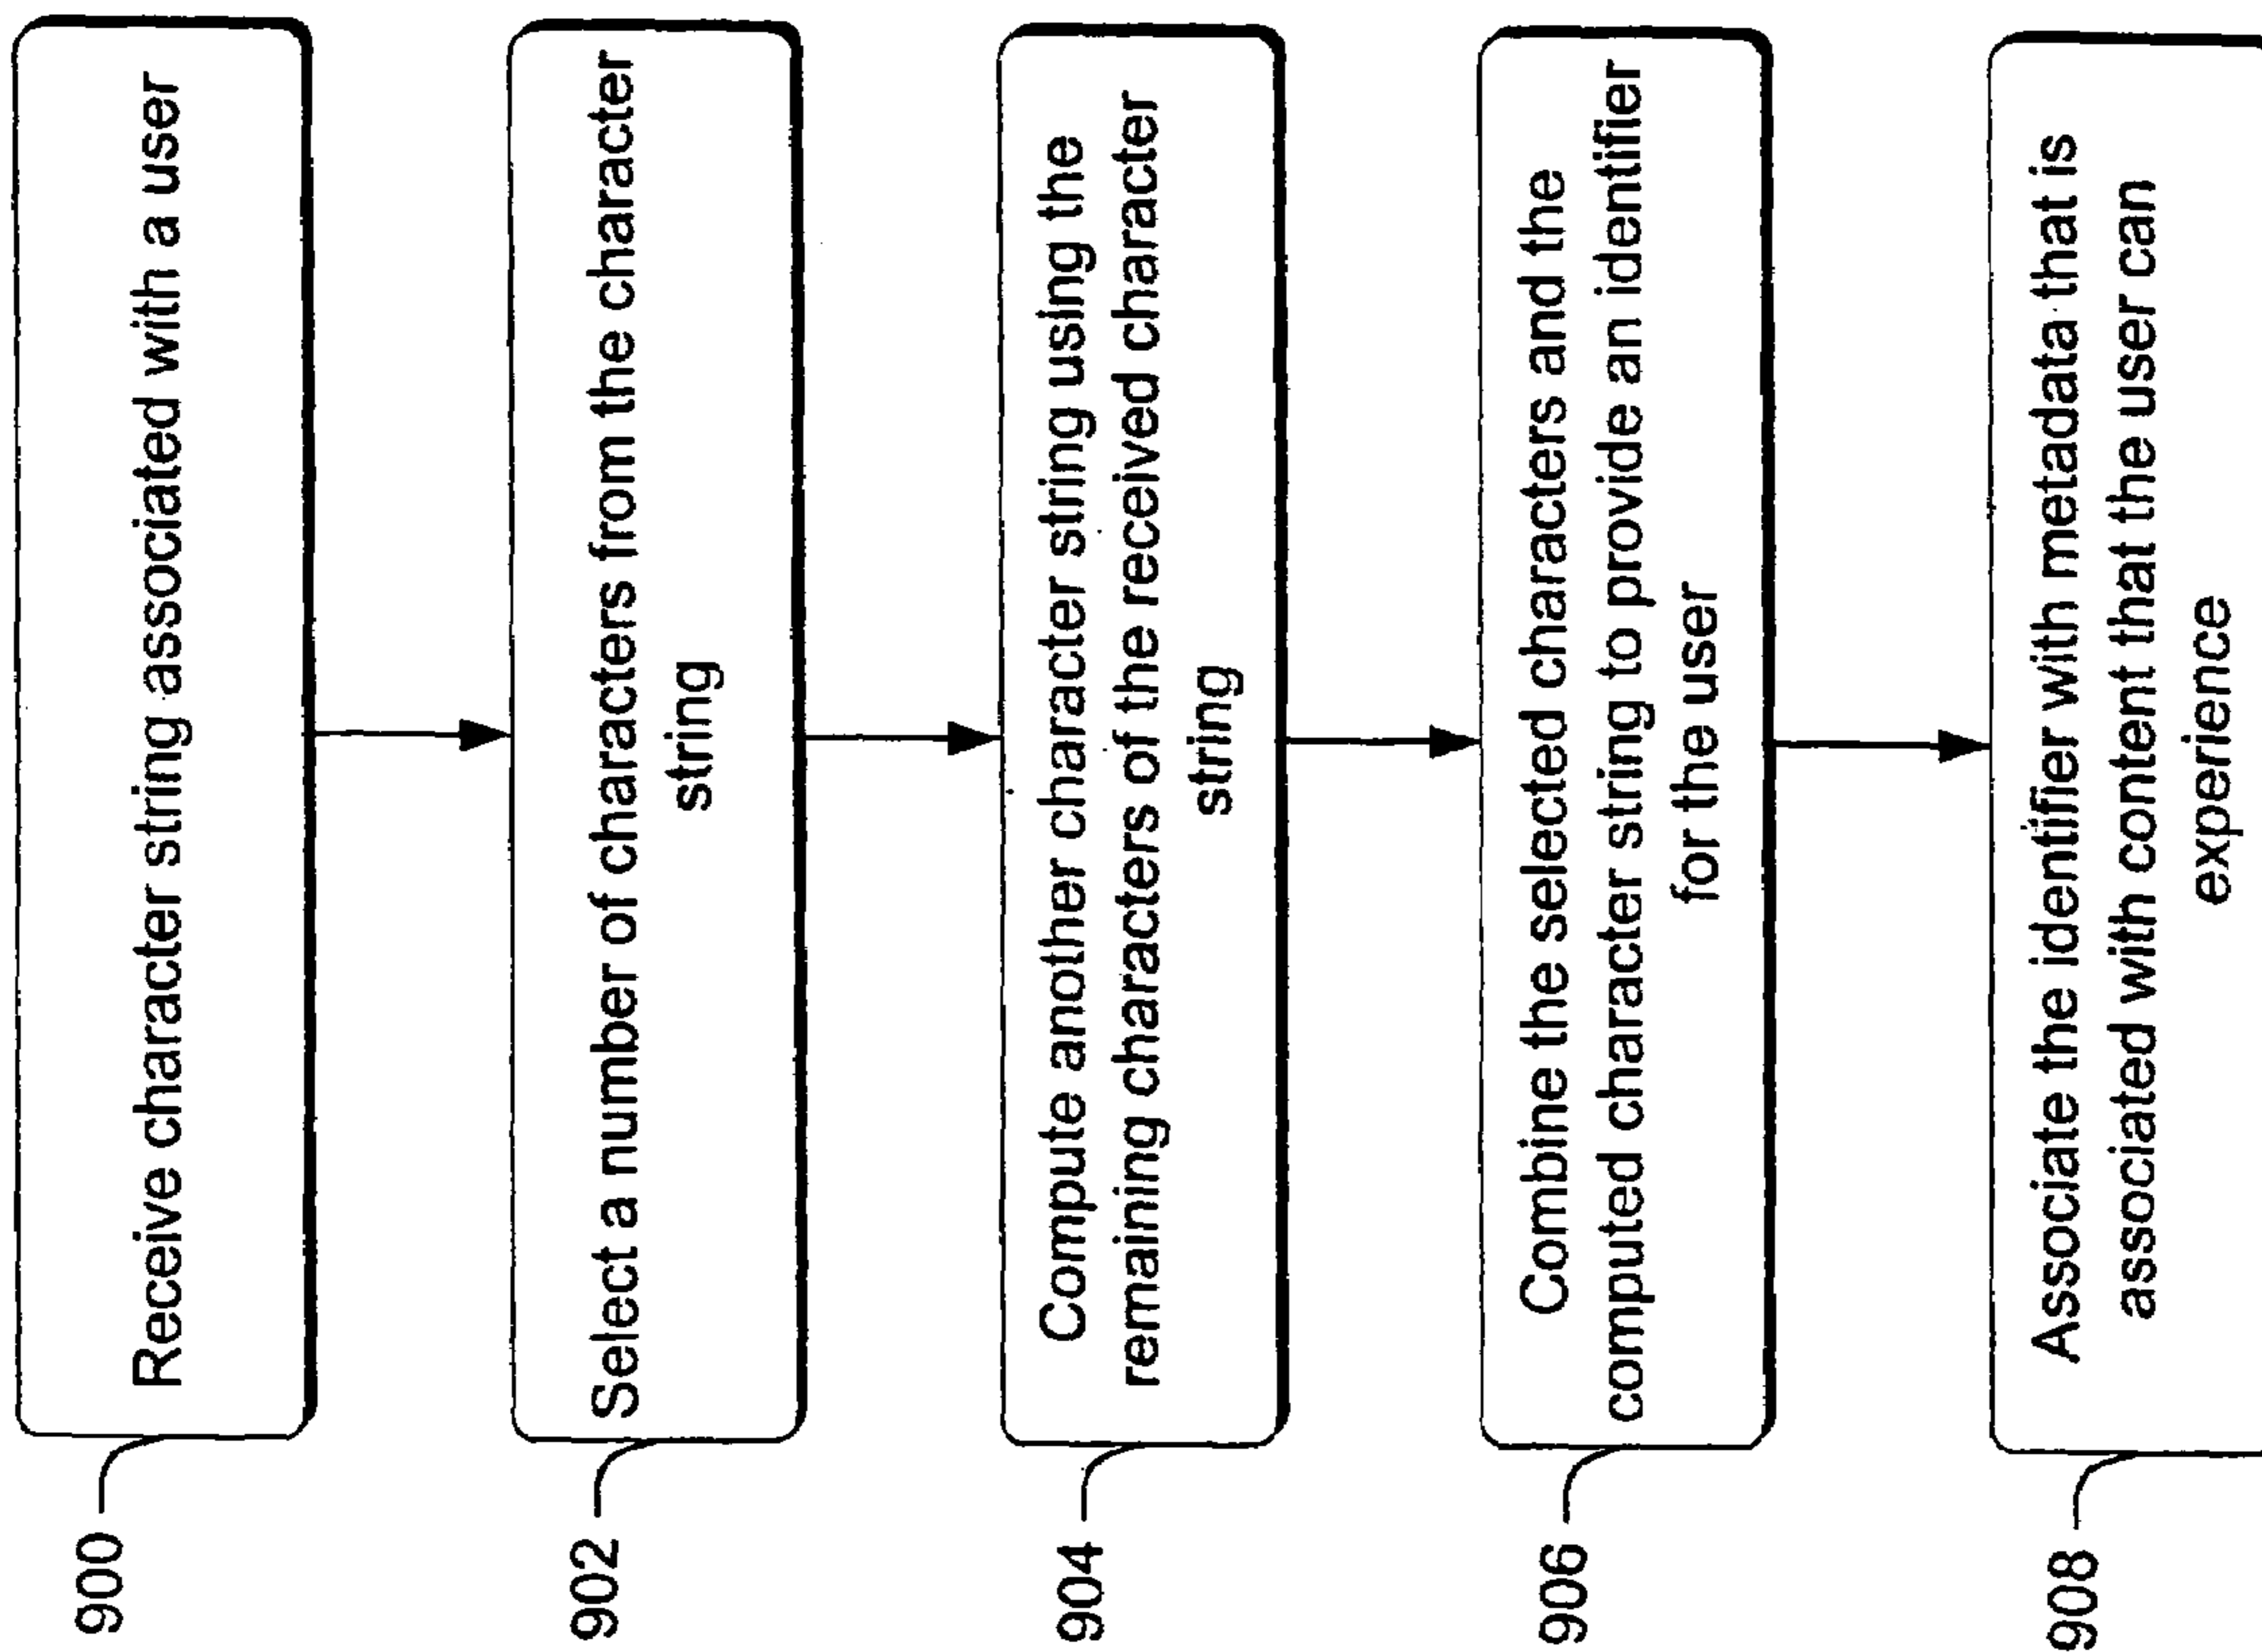 900
Receive character string associated with a user
902
Select a number of characters from the character
string
904
Compute another character string using the
remaining characters of the received character
string
906
Combine the selected characters and the
computed character string to provide an identifier
for the user
908
Associate the identifier with metadata that is
associated with content that the user can
experience